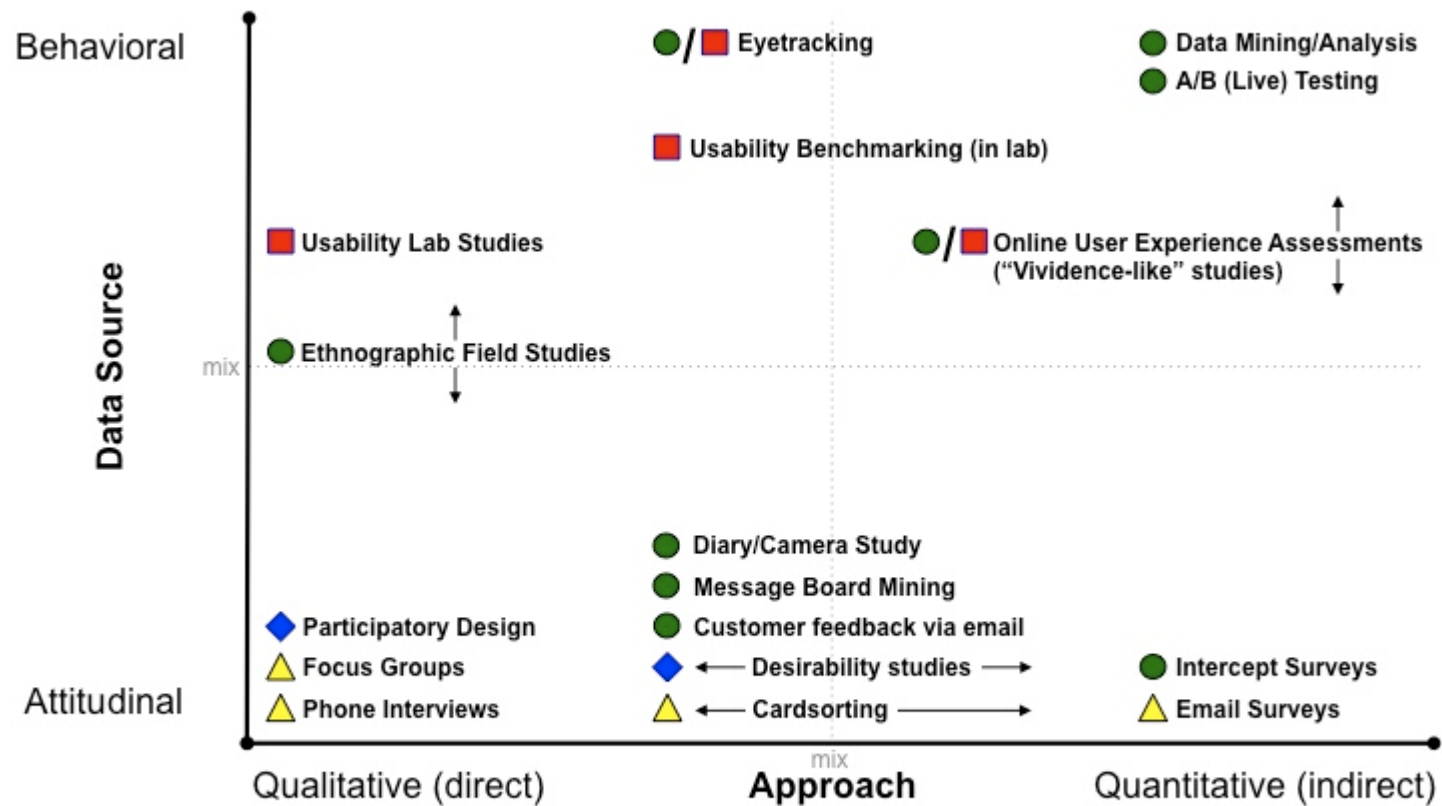 Behavioral
/ Eyetracking
Data Mining/Analysis
A/B (Live) Testing
Usability Benchmarking (in lab)
Usability Lab Studies
/ Online User Experience Assessments
(“Vividence-like” studies)
Data Source
Ethnographic Field Studies
mix
Diary/Camera Study
Message Board Mining
Participatory Design
Customer feedback via email
Focus Groups
Desirability studies
Intercept Surveys
Attitudinal
Phone Interviews
Cardsorting
Email Surveys
mix
Qualitative (direct)
Approach
Quantitative (indirect)